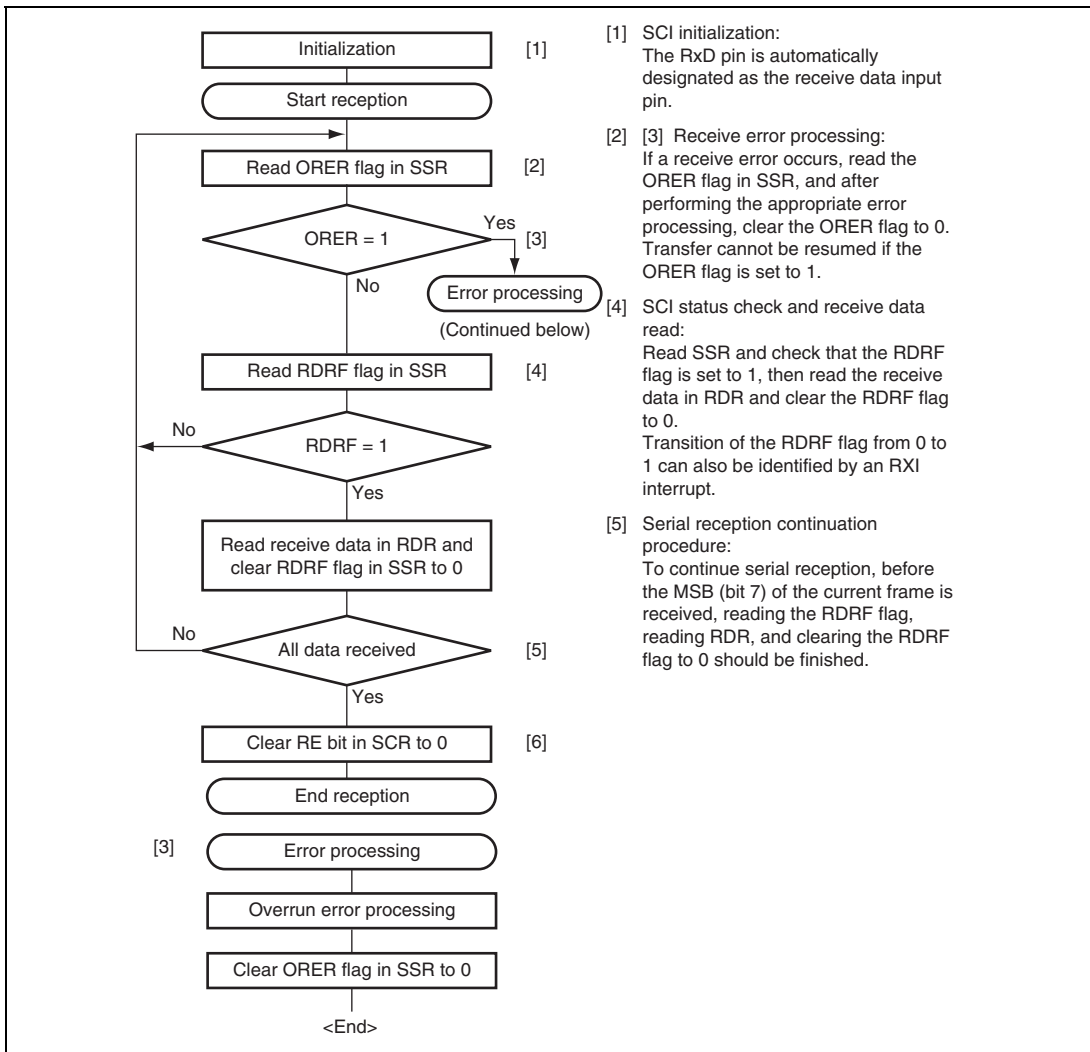 Initialization [1]
Start reception
Read ORER flag in SSR [2]
ORER = 1
Yes
[3]
No
Error processing
(Continued below)
Read RDRF flag in SSR [4]
No
RDRF = 1
Yes
Read receive data in RDR and
clear RDRF flag in SSR to 0
No
All data received [5]
Yes
Clear RE bit in SCR to 0 [6]
End reception
[3] Error processing
Overrun error processing
Clear ORER flag in SSR to 0
<End>
[1] SCI initialization:
The RxD pin is automatically
designated as the receive data input
pin.
[2] [3] Receive error processing:
If a receive error occurs, read the
ORER flag in SSR, and after
performing the appropriate error
processing, clear the ORER flag to 0.
Transfer cannot be resumed if the
ORER flag is set to 1.
[4] SCI status check and receive data
read:
Read SSR and check that the RDRF
flag is set to 1, then read the receive
data in RDR and clear the RDRF flag
to 0.
Transition of the RDRF flag from 0 to
1 can also be identified by an RXI
interrupt.
[5] Serial reception continuation
procedure:
To continue serial reception, before
the MSB (bit 7) of the current frame is
received, reading the RDRF flag,
reading RDR, and clearing the RDRF
flag to 0 should be finished.